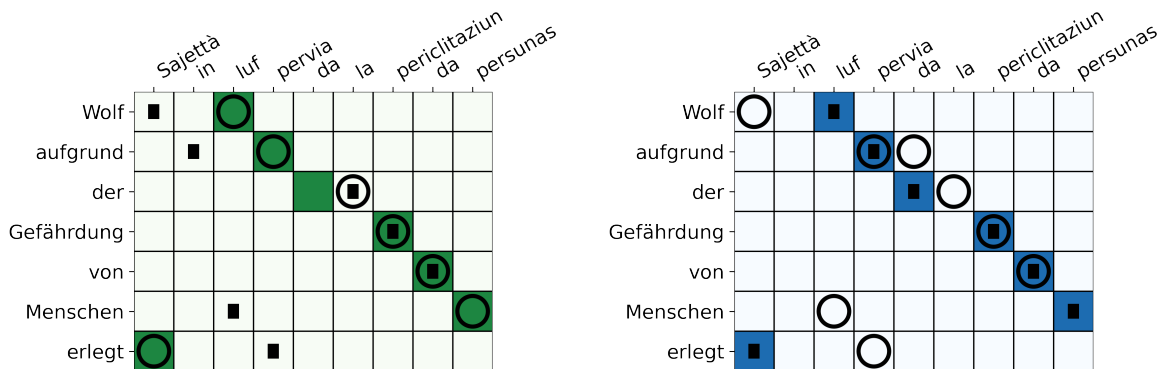 Sajettà in luf pervia da la periclitaziun da persunas
Wolf
aufgrund
der
Gefährdung
von
Menschen
erlegt
Sajettà in luf pervia da la periclitaziun da persunas
Wolf
aufgrund
der
Gefährdung
von
Menschen
erlegt